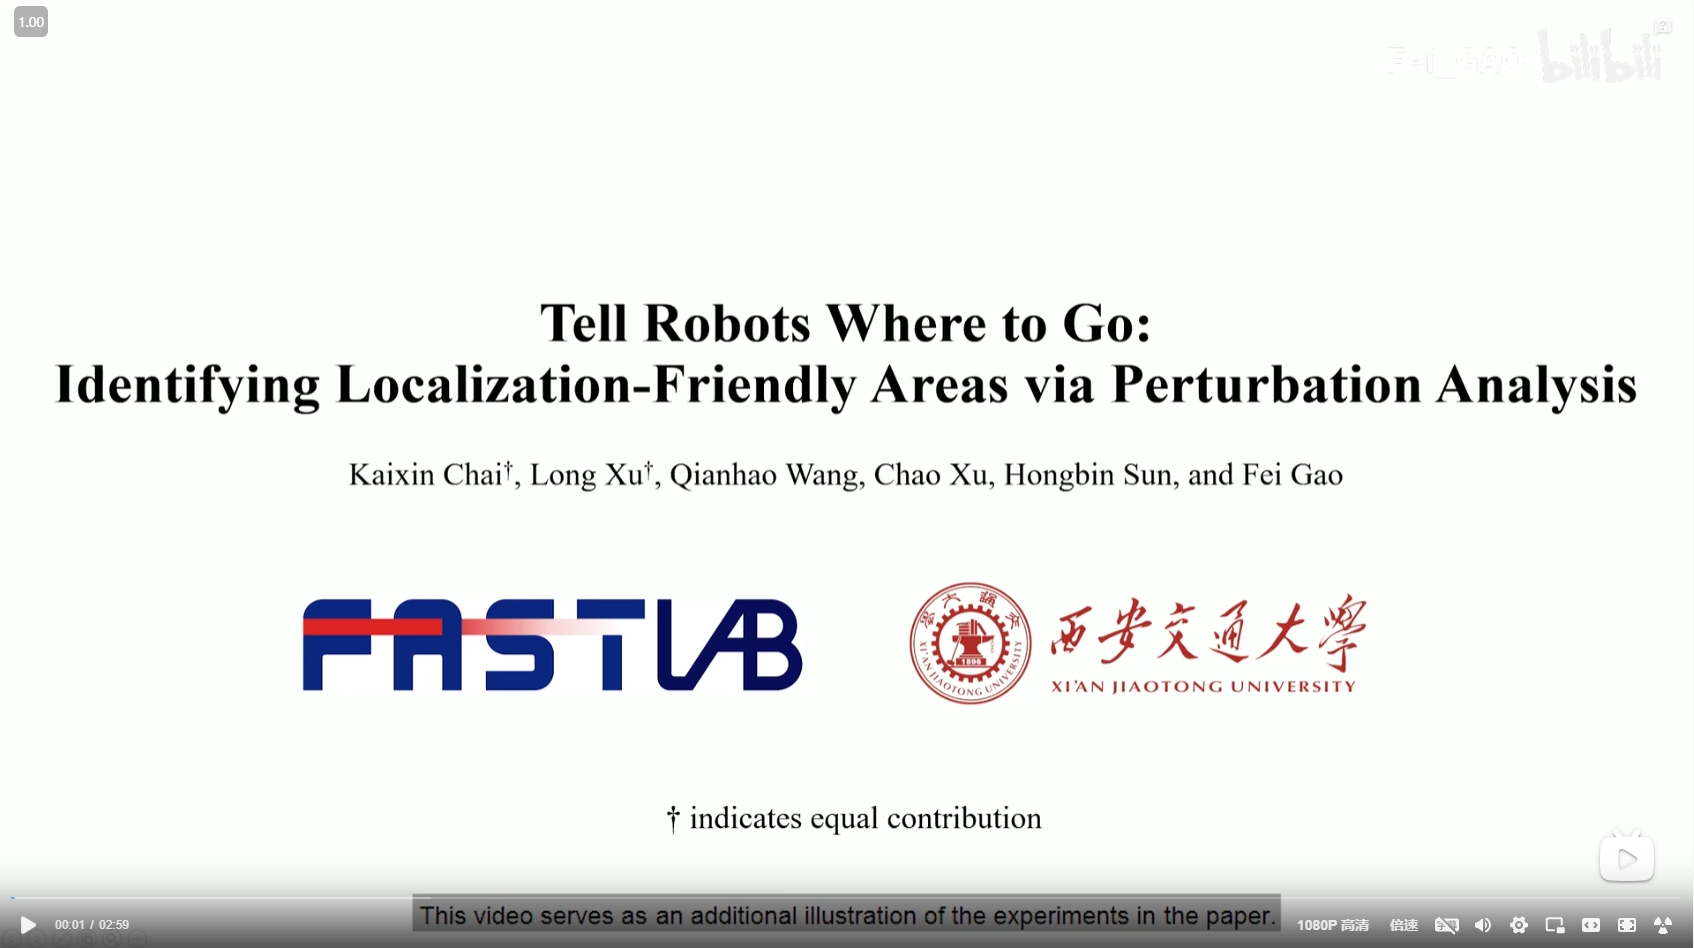 1.00
Fei_GAO bilibili
Tell Robots Where to Go:
Identifying Localization-Friendly Areas via Perturbation Analysis
Kaixin Chai†, Long Xu†, Qianhao Wang, Chao Xu, Hongbin Sun, and Fei Gao
FAST LAB
西安交通大学
XI'AN JIAOTONG UNIVERSITY
1896
XI'AN JIAOTONG UNIVERSITY
† indicates equal contribution
This video serves as an additional illustration of the experiments in the paper.
00:01 / 02:59
1080P 高清
倍速